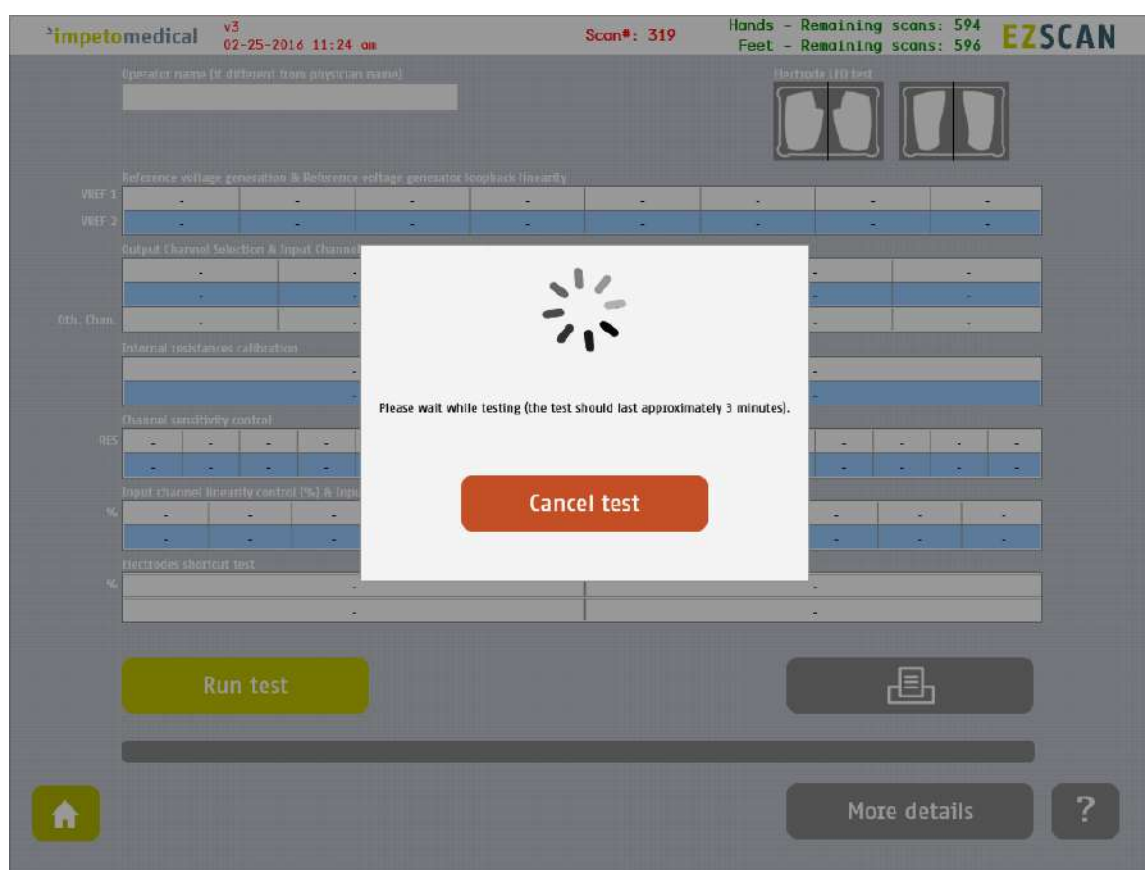 impetomedical
v3
02-25-2016 11:24 am
Scan#: 319
Hands - Remaining scans: 594
Feet - Remaining scans: 596
EZSCAN
Operator name (if different from physician name)
Electrode LED test
Reference voltage generation & Reference voltage generator loopback linearity
VREF 1
- - - - - - - -
VREF 2
- - - - - - - -
Output Channel Selection & Input Channel
Oth. Chan.
Internal resistances calibration
Channel sensitivity control
RES
Input channel linearity control (%) & Inpu
%
Electrodes shortcut test
%
- -
- -
Please wait while testing (the test should last approximately 3 minutes).
Cancel test
Run test
More details
?